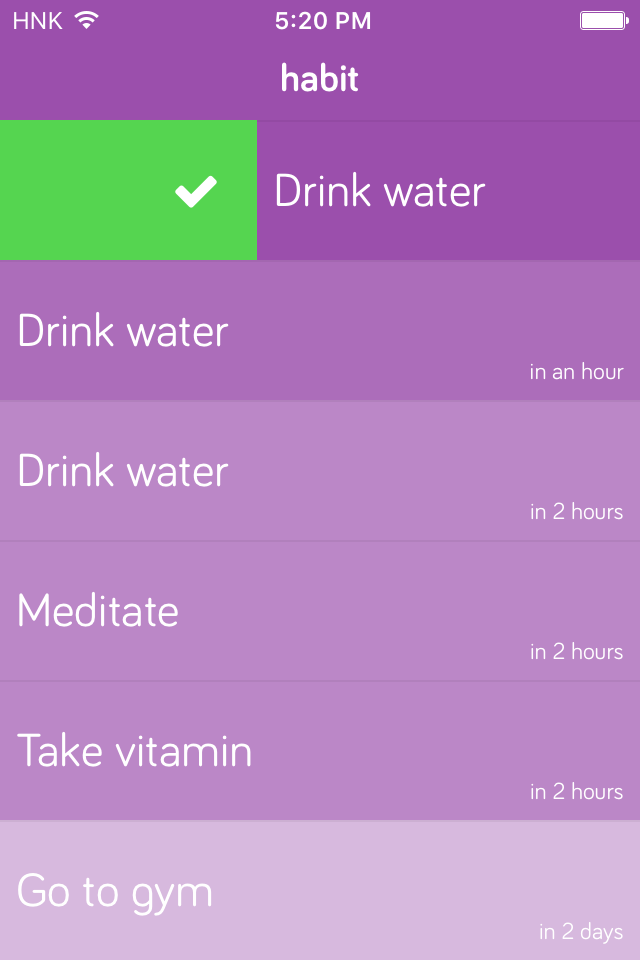 HNK 5:20 PM
habit
Drink water
Drink water
in an hour
Drink water
in 2 hours
Meditate
in 2 hours
Take vitamin
in 2 hours
Go to gym
in 2 days